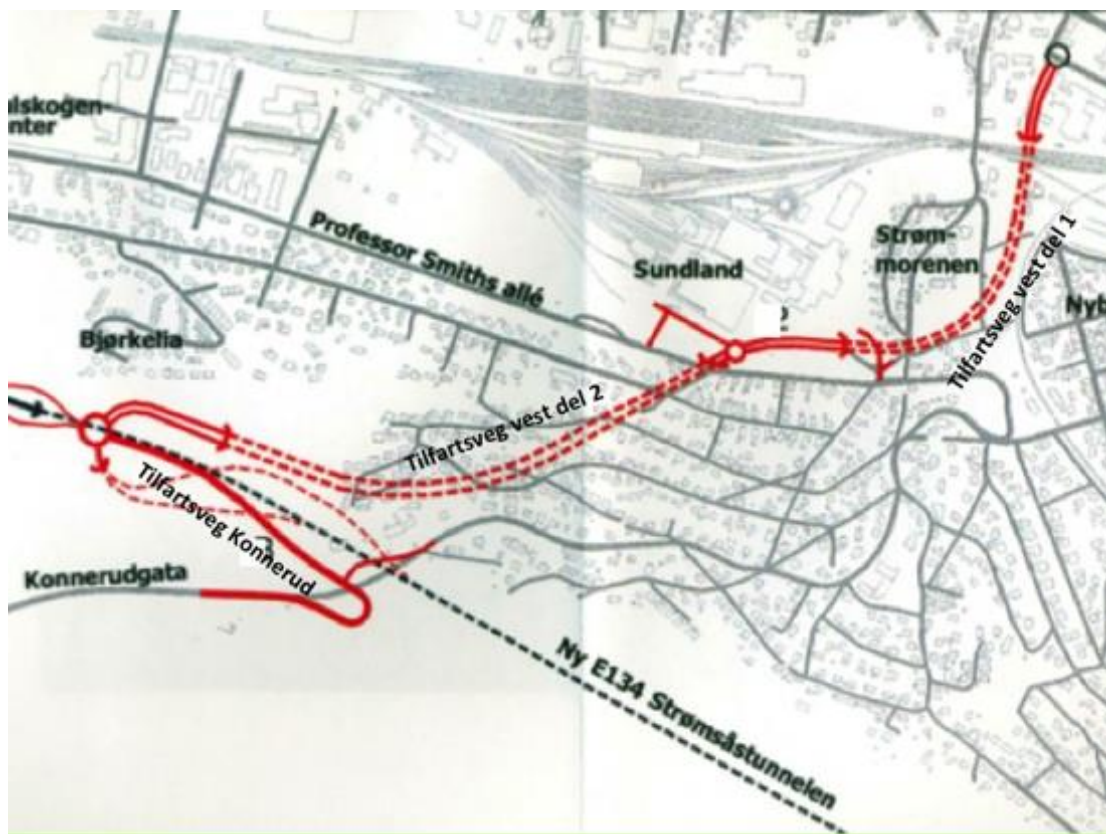 alskogen-
nter
Professor Smiths allé
Strøm-
morenen
Sundland
Tilfartsveg vest del 1
Nyb
Bjørkelia
Tilfartsveg vest del 2
Tilfartsveg Konnerud
Konnerudgata
Ny E134 Strømsåstunnelen